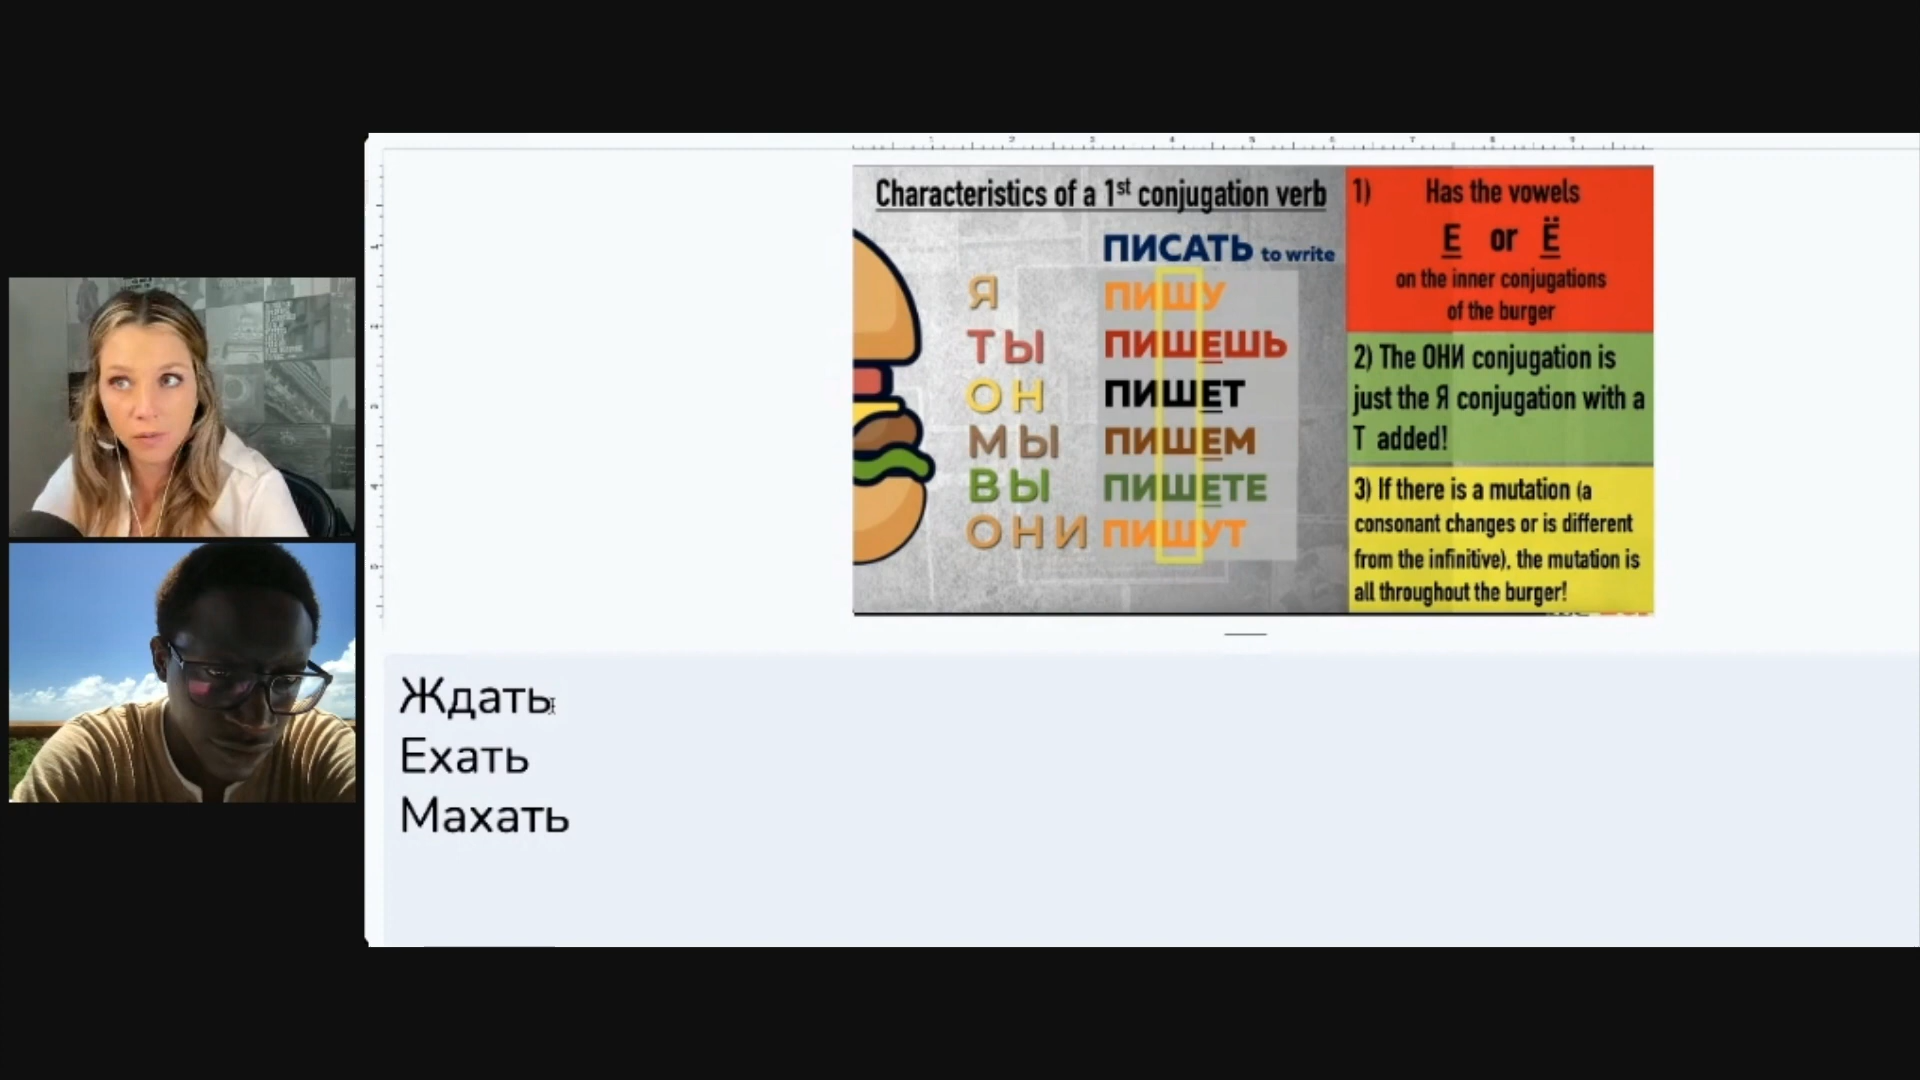 Characteristics of a 1st conjugation verb
ПИСАТЬ to write
Я ПИШУ
ТЫ ПИШЕШЬ
ОН ПИШЕТ
МЫ ПИШЕМ
ВЫ ПИШЕТЕ
ОНИ ПИШУТ
1) Has the vowels
Е or Ё
on the inner conjugations
of the burger
2) The ОНИ conjugation is
just the Я conjugation with a
Т added!
3) If there is a mutation (a
consonant changes or is different
from the infinitive), the mutation is
all throughout the burger!
Ждать
Ехать
Махать